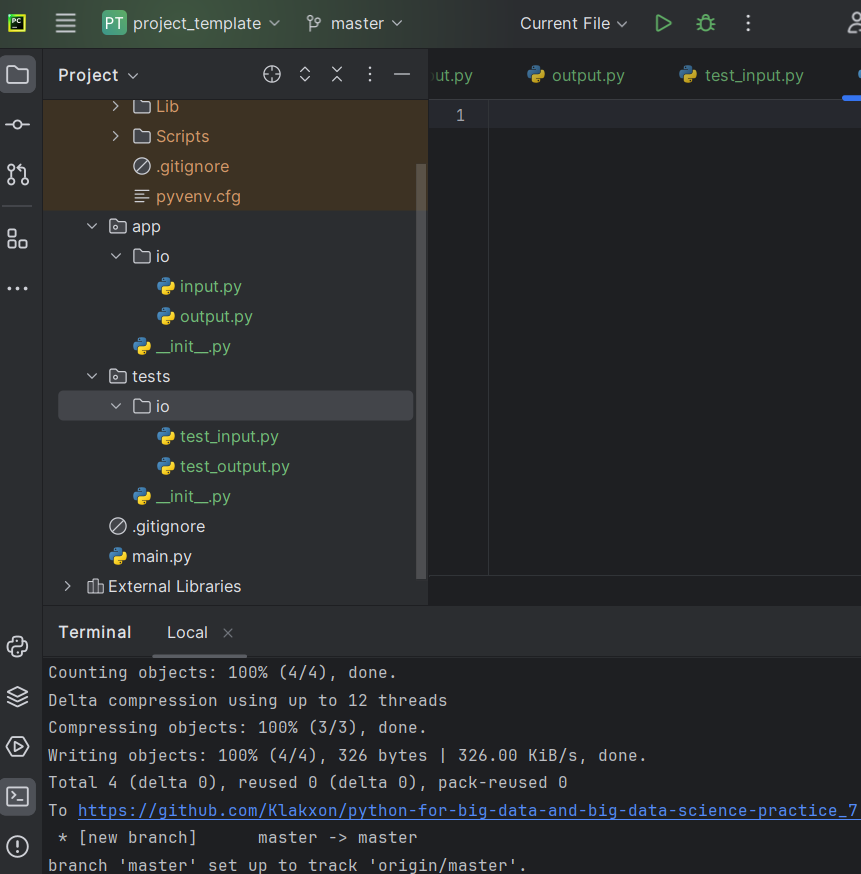 PC PT project_template master Current File
Project
ut.py output.py test_input.py
1
Lib
Scripts
.gitignore
pyvenv.cfg
app
io
input.py
output.py
__init__.py
tests
io
test_input.py
test_output.py
__init__.py
.gitignore
main.py
External Libraries
Terminal Local
Counting objects: 100% (4/4), done.
Delta compression using up to 12 threads
Compressing objects: 100% (3/3), done.
Writing objects: 100% (4/4), 326 bytes | 326.00 KiB/s, done.
Total 4 (delta 0), reused 0 (delta 0), pack-reused 0
To https://github.com/Klakxon/python-for-big-data-and-big-data-science-practice_7
* [new branch] master -> master
branch 'master' set up to track 'origin/master'.